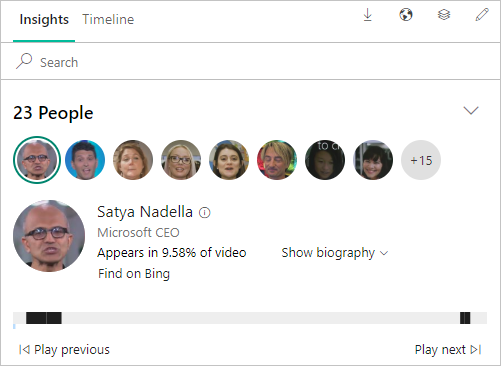 Insights Timeline
Search
23 People
to c
+15
Satya Nadella
Microsoft CEO
Appears in 9.58% of video Show biography
Find on Bing
Play previous Play next